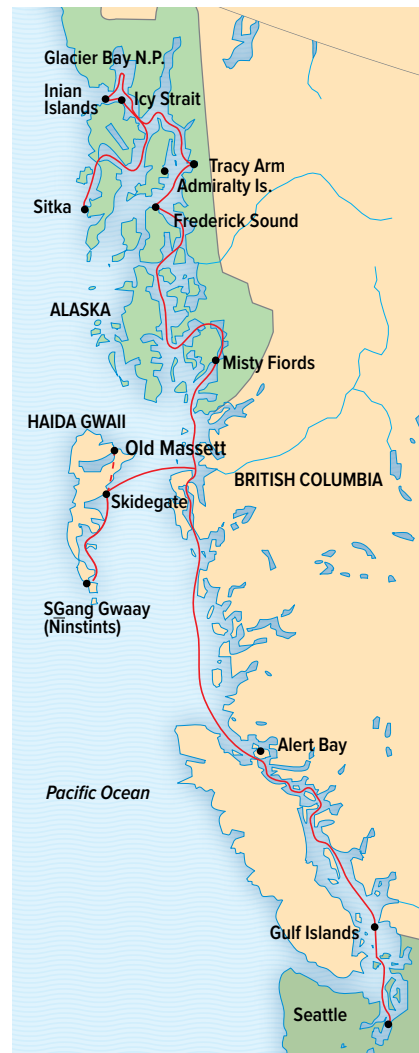 Glacier Bay N.P.
Inian
Islands
Icy Strait
Tracy Arm
Admiralty Is.
Sitka
Frederick Sound
ALASKA
Misty Fiords
HAIDA GWAII
Old Massett
BRITISH COLUMBIA
Skidegate
SGang Gwaay
(Ninstints)
Alert Bay
Pacific Ocean
Gulf Islands
Seattle